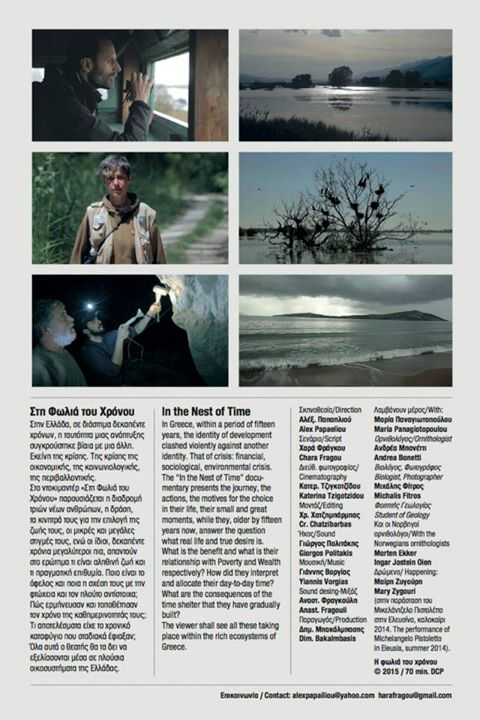 Στη Φωλιά του Χρόνου
Στην Ελλάδα, σε διάστημα δεκαπέντε
χρόνων, η ταυτότητα μιας ανάπτυξης
συγκρούστηκε βίαια με μια άλλη.
Εκείνη της κρίσης. Της κρίσης της
οικονομικής, της κοινωνιολογικής,
της περιβαλλοντικής.
Στο ντοκιμαντέρ «Στη Φωλιά του
Χρόνου» παρουσιάζεται η διαδρομή
τριών νέων ανθρώπων, η δράση,
τα κινητρά τους για την επιλογή της
ζωής τους, οι μικρές και μεγάλες
στιγμές τους, ενώ οι ίδιοι, δεκαπέντε
χρόνια μεγαλύτεροι πια, απαντούν
στο ερώτημα τι είναι αληθινή ζωή και
τι πραγματική επιθυμία. Ποιο είναι το
όφελος και ποια η σχέση τους με την
φτώχεια και τον πλούτο αντίστοιχα;
Πώς ερμήνευσαν και τοποθέτησαν
τον χρόνο της καθημερινότητάς τους;
Τι αποτελέσματα είχε το χρονικό
καταφύγιο που σταδιακά έφτιαξαν;
Όλα αυτά ο θεατής θα τα δει να
εξελίσσονται μέσα σε πλούσια
οικοσυστήματα της Ελλάδας.
In the Nest of Time
In Greece, within a period of fifteen
years, the identity of development
clashed violently against another
identity. That of crisis: financial,
sociological, environmental crisis.
The "In the Nest of Time" docu-
mentary presents the journey, the
actions, the motives for the choice
in their life, their small and great
moments, while they, older by fifteen
years now, answer the question
what real life and true desire is.
What is the benefit and what is their
relationship with Poverty and Wealth
respectively? How did they interpret
and allocate their day-to-day time?
What are the consequences of the
time shelter that they have gradually
built?
The viewer shall see all these taking
place within the rich ecosystems of
Greece.
Σκηνοθεσία/Direction
Αλέξ. Παπαηλιού
Alex Papaeliou
Σενάριο/Script
Χαρά Φράγκου
Chara Fragou
Διεύθ. φωτογραφίας/
Cinematography
Κατερ. Τζιγκοτζίδου
Katerina Tzigotzidou
Μοντάζ/Editing
Χρ. Χατζημπάρμπας
Cr. Chatzibarbas
Ήχος/Sound
Γιώργος Πολιτάκης
Giorgos Politakis
Μουσική/Music
Γιάννης Βοργίας
Yiannis Vorgias
Sound desing-Μιξάζ
Αναστ. Φραγκούλη
Anast. Fragouli
Παραγωγός/Production
Δημ. Μπακάλμπασης
Dim. Bakalmbasis
Λαμβάνουν μέρος/With:
Μαρία Παναγιωτοπούλου
Maria Panagiotopoulou
Ορνιθολόγος/Ornithologist
Ανδρέα Μπονέττι
Andrea Bonetti
Βιολόγος, Φωτογράφος
Biologist, Photographer
Μιχάλης Φίτρος
Michalis Fitros
Φοιτητής Γεωλογίας
Student of Geology
Και οι Νορβηγοί
ορνιθολόγοι/With the
Norwegians ornithologists
Morten Ekker
Ingar Jostein Oien
Δρώμενο/ Happening:
Μαίρη Ζυγούρη
Mary Zygouri
(στην παράσταση του
Μικελάντζελο Πιστολέτο
στην Ελευσίνα, καλοκαίρι
2014. The performance of
Michelangelo Pistoletto
in Eleusis, summer 2014).
Η φωλιά του χρόνου
© 2015 / 70 min. DCP
Επικοινωνία / Contact: alexpapailiou@yahoo.com harafragou@gmail.com